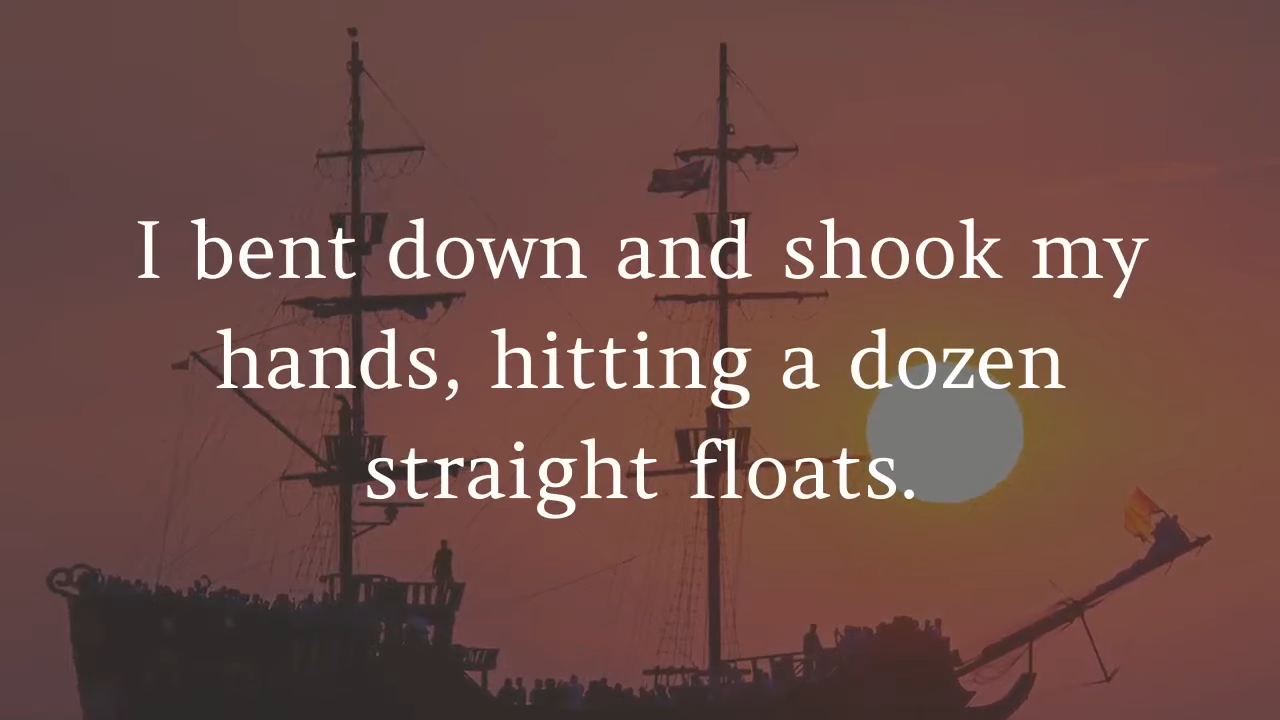 I bent down and shook my
hands, hitting a dozen
straight floats.